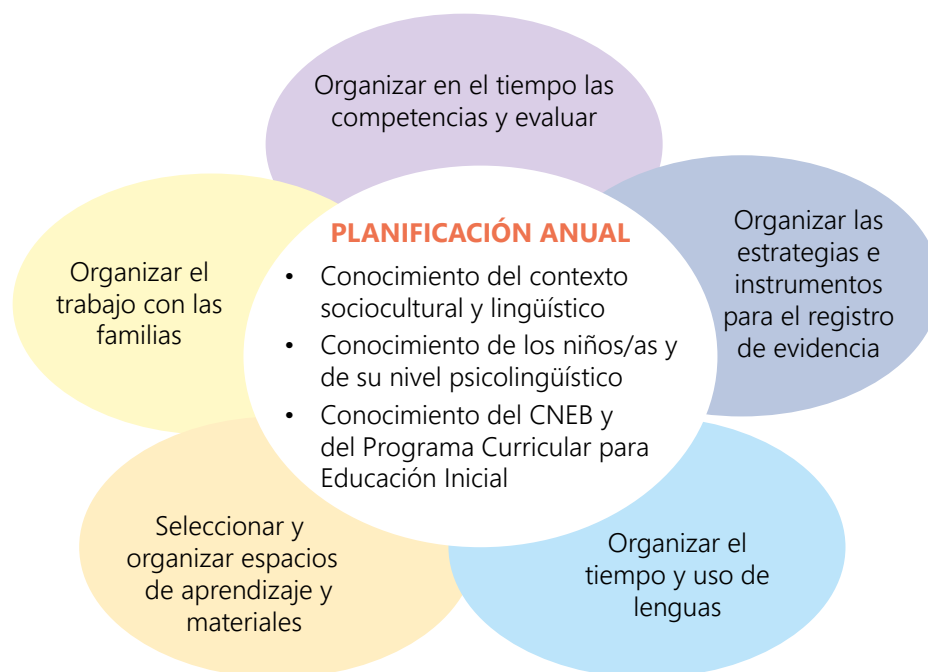 Organizar en el tiempo las
competencias y evaluar
Organizar las
estrategias e
instrumentos
para el registro
de evidencia
Organizar el
tiempo y uso de
lenguas
Seleccionar y
organizar espacios
de aprendizaje y
materiales
Organizar el
trabajo con las
familias
PLANIFICACIÓN ANUAL
• Conocimiento del contexto
sociocultural y lingüístico
• Conocimiento de los niños/as y
de su nivel psicolingüístico
• Conocimiento del CNEB y
del Programa Curricular para
Educación Inicial